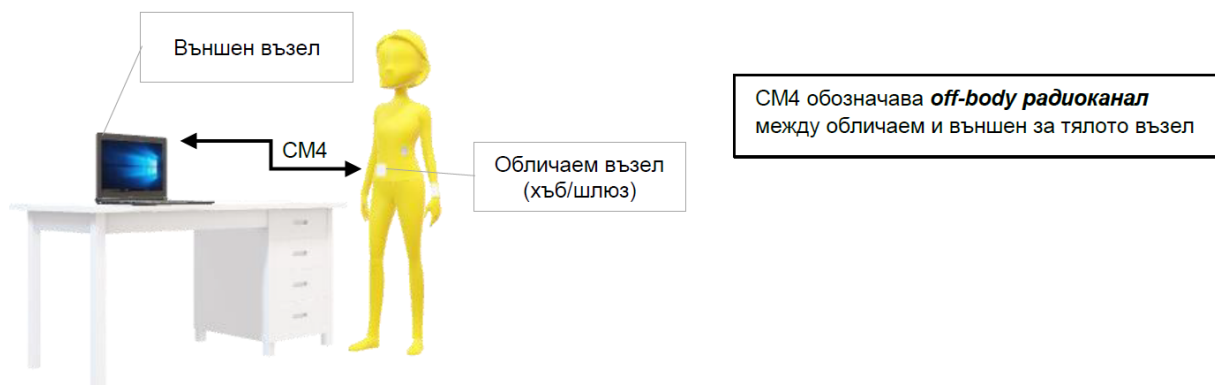 Външен възел
CM4
Обличаем възел
(хъб/шлюз)
CM4 обозначава off-body радиоканал
между обличаем и външен за тялото възел